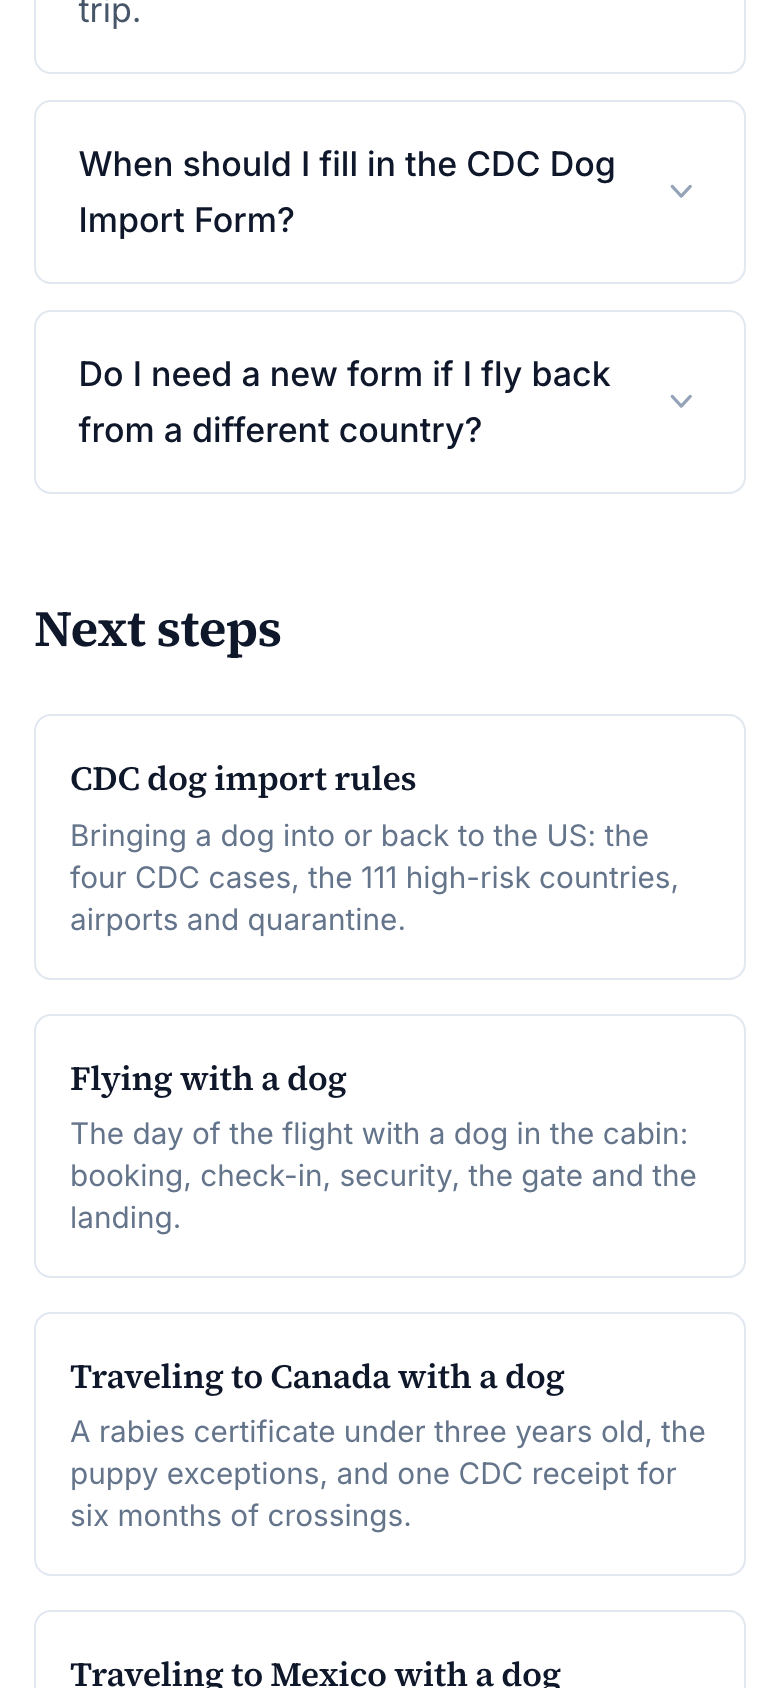 trip.
When should I fill in the CDC Dog
Import Form?
Do I need a new form if I fly back
from a different country?
Next steps
CDC dog import rules
Bringing a dog into or back to the US: the
four CDC cases, the 111 high-risk countries,
airports and quarantine.
Flying with a dog
The day of the flight with a dog in the cabin:
booking, check-in, security, the gate and the
landing.
Traveling to Canada with a dog
A rabies certificate under three years old, the
puppy exceptions, and one CDC receipt for
six months of crossings.
Traveling to Mexico with a dog